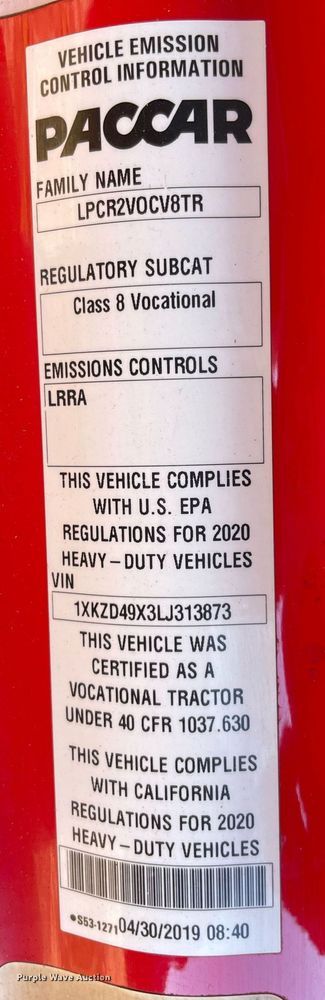 VEHICLE EMISSION
CONTROL INFORMATION
PACCAR
FAMILY NAME
LPCR2VOCV8TR
REGULATORY SUBCAT
Class 8 Vocational
EMISSIONS CONTROLS
LRRA
THIS VEHICLE COMPLIES
WITH U.S. EPA
REGULATIONS FOR 2020
HEAVY-DUTY VEHICLES
VIN
1XKZD49X3LJ313873
THIS VEHICLE WAS
CERTIFIED AS A
VOCATIONAL TRACTOR
UNDER 40 CFR 1037.630
THIS VEHICLE COMPLIES
WITH CALIFORNIA
REGULATIONS FOR 2020
HEAVY-DUTY VEHICLES
•S53-1271 04/30/2019 08:40
Purple Wave Auction